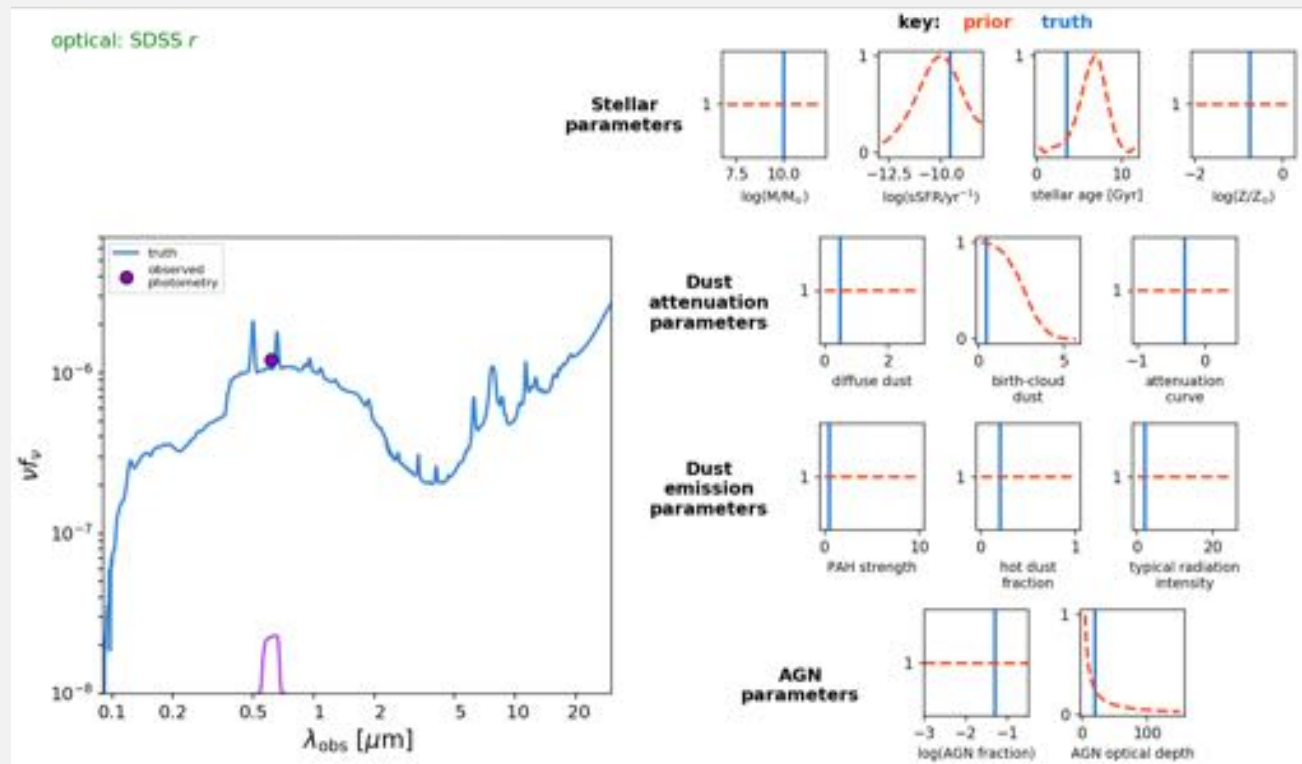 optical: SDSS r
key: prior truth
Stellar
parameters
1
7.5 10.0
log(M/M☉)
1
0
−12.5 −10.0
log(sSFR/yr⁻¹)
1
0
0 10
stellar age [Gyr]
1
−2 0
log(Z/Z☉)
truth
observed
photometry
νfν
10⁻⁶
10⁻⁷
10⁻⁸
0.1 0.2 0.5 1 2 5 10 20
λobs [μm]
Dust
attenuation
parameters
1
0 2
diffuse dust
1
0
0 5
birth-cloud
dust
1
−1 0
attenuation
curve
Dust
emission
parameters
1
0 10
PAH strength
1
0 1
hot dust
fraction
1
0 20
typical radiation
intensity
AGN
parameters
1
−3 −2 −1
log(AGN fraction)
1
0
0 100
AGN optical depth